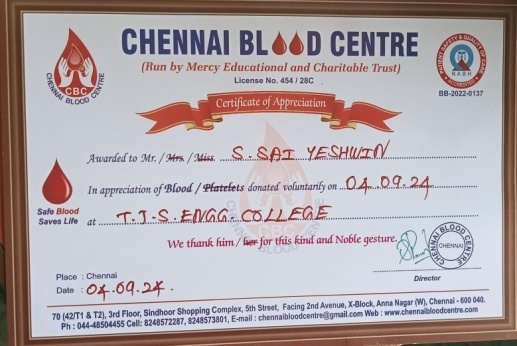 CHENNAI BLOOD CENTRE
(Run by Mercy Educational and Charitable Trust)
License No. 454 / 28C
CBC
CHENNAI BLOOD CENTRE
PATIENT SAFETY & QUALITY OF CARE
NABH
ACCREDITED
BB-2022-0137
Certificate of Appreciation
Awarded to Mr. / Mrs. / Miss. S. SAI YESHWIN
In appreciation of Blood / Platelets donated voluntarily on 04.09.24
at T.J.S. ENGG. COLLEGE
Safe Blood
Saves Life
We thank him / her for this kind and Noble gesture.
CHENNAI BLOOD CENTRE
CHENNAI
Director
Place : Chennai
Date : 04.09.24.
70 (42/T1 & T2), 3rd Floor, Sindhoor Shopping Complex, 5th Street, Facing 2nd Avenue, X-Block, Anna Nagar (W), Chennai - 600 040.
Ph : 044-48504455 Cell: 8248572287, 8248573801, E-mail : chennaibloodcentre@gmail.com Web : www.chennaibloodcentre.com